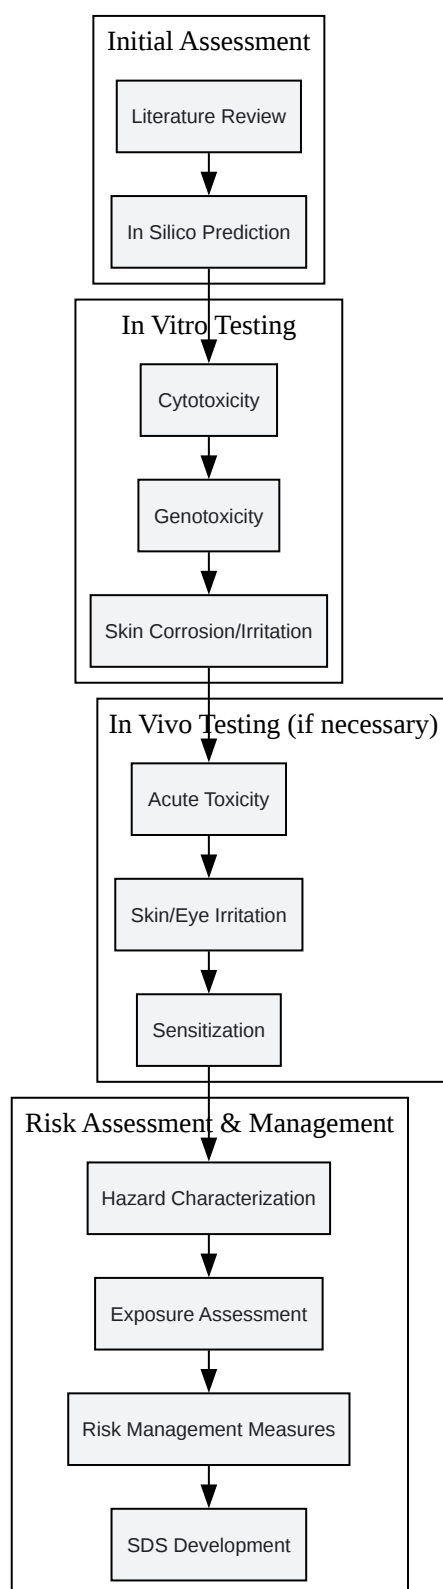 Initial Assessment
Literature Review
In Silico Prediction
In Vitro Testing
Cytotoxicity
Genotoxicity
Skin Corrosion/Irritation
In Vivo Testing (if necessary)
Acute Toxicity
Skin/Eye Irritation
Sensitization
Risk Assessment & Management
Hazard Characterization
Exposure Assessment
Risk Management Measures
SDS Development